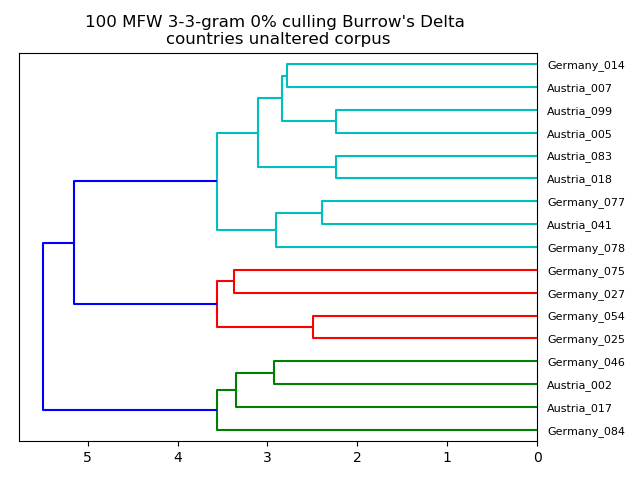 100 MFW 3-3-gram 0% culling Burrow's Delta
countries unaltered corpus
Germany_014
Austria_007
Austria_099
Austria_005
Austria_083
Austria_018
Germany_077
Austria_041
Germany_078
Germany_075
Germany_027
Germany_054
Germany_025
Germany_046
Austria_002
Austria_017
Germany_084
5 4 3 2 1 0